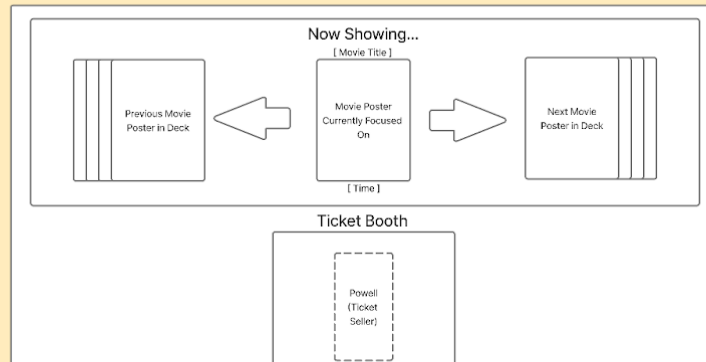 Now Showing...
[ Movie Title ]
Previous Movie
Poster in Deck
Movie Poster
Currently Focused
On
Next Movie
Poster in Deck
[ Time ]
Ticket Booth
Powell
(Ticket
Seller)